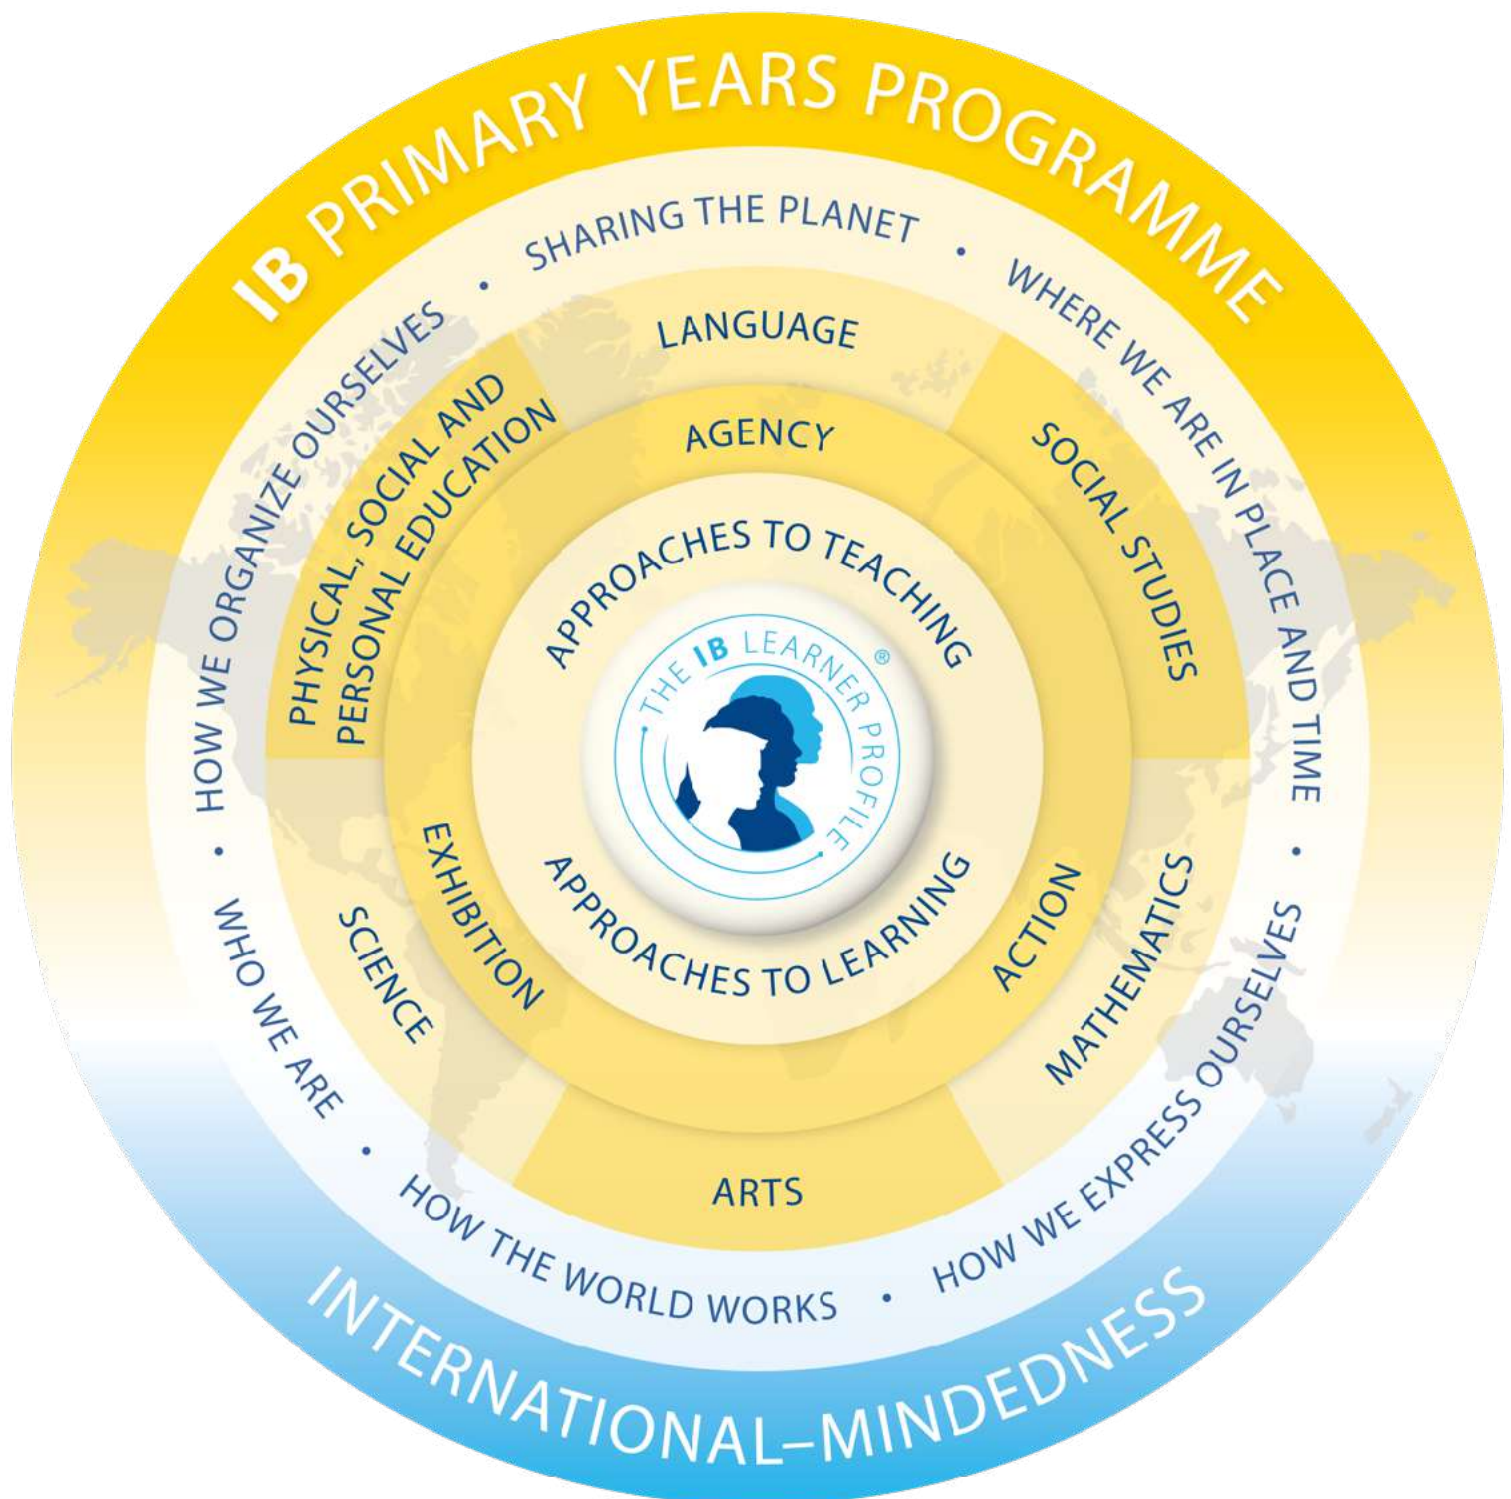 IB PRIMARY YEARS PROGRAMME
SHARING THE PLANET
•
WHERE WE ARE IN PLACE AND TIME
•
HOW WE EXPRESS OURSELVES
•
HOW THE WORLD WORKS
•
WHO WE ARE
•
HOW WE ORGANIZE OURSELVES
•
LANGUAGE
SOCIAL STUDIES
MATHEMATICS
ARTS
SCIENCE
PHYSICAL, SOCIAL AND
PERSONAL EDUCATION
AGENCY
ACTION
EXHIBITION
APPROACHES TO TEACHING
THE IB LEARNER PROFILE®
APPROACHES TO LEARNING
INTERNATIONAL–MINDEDNESS